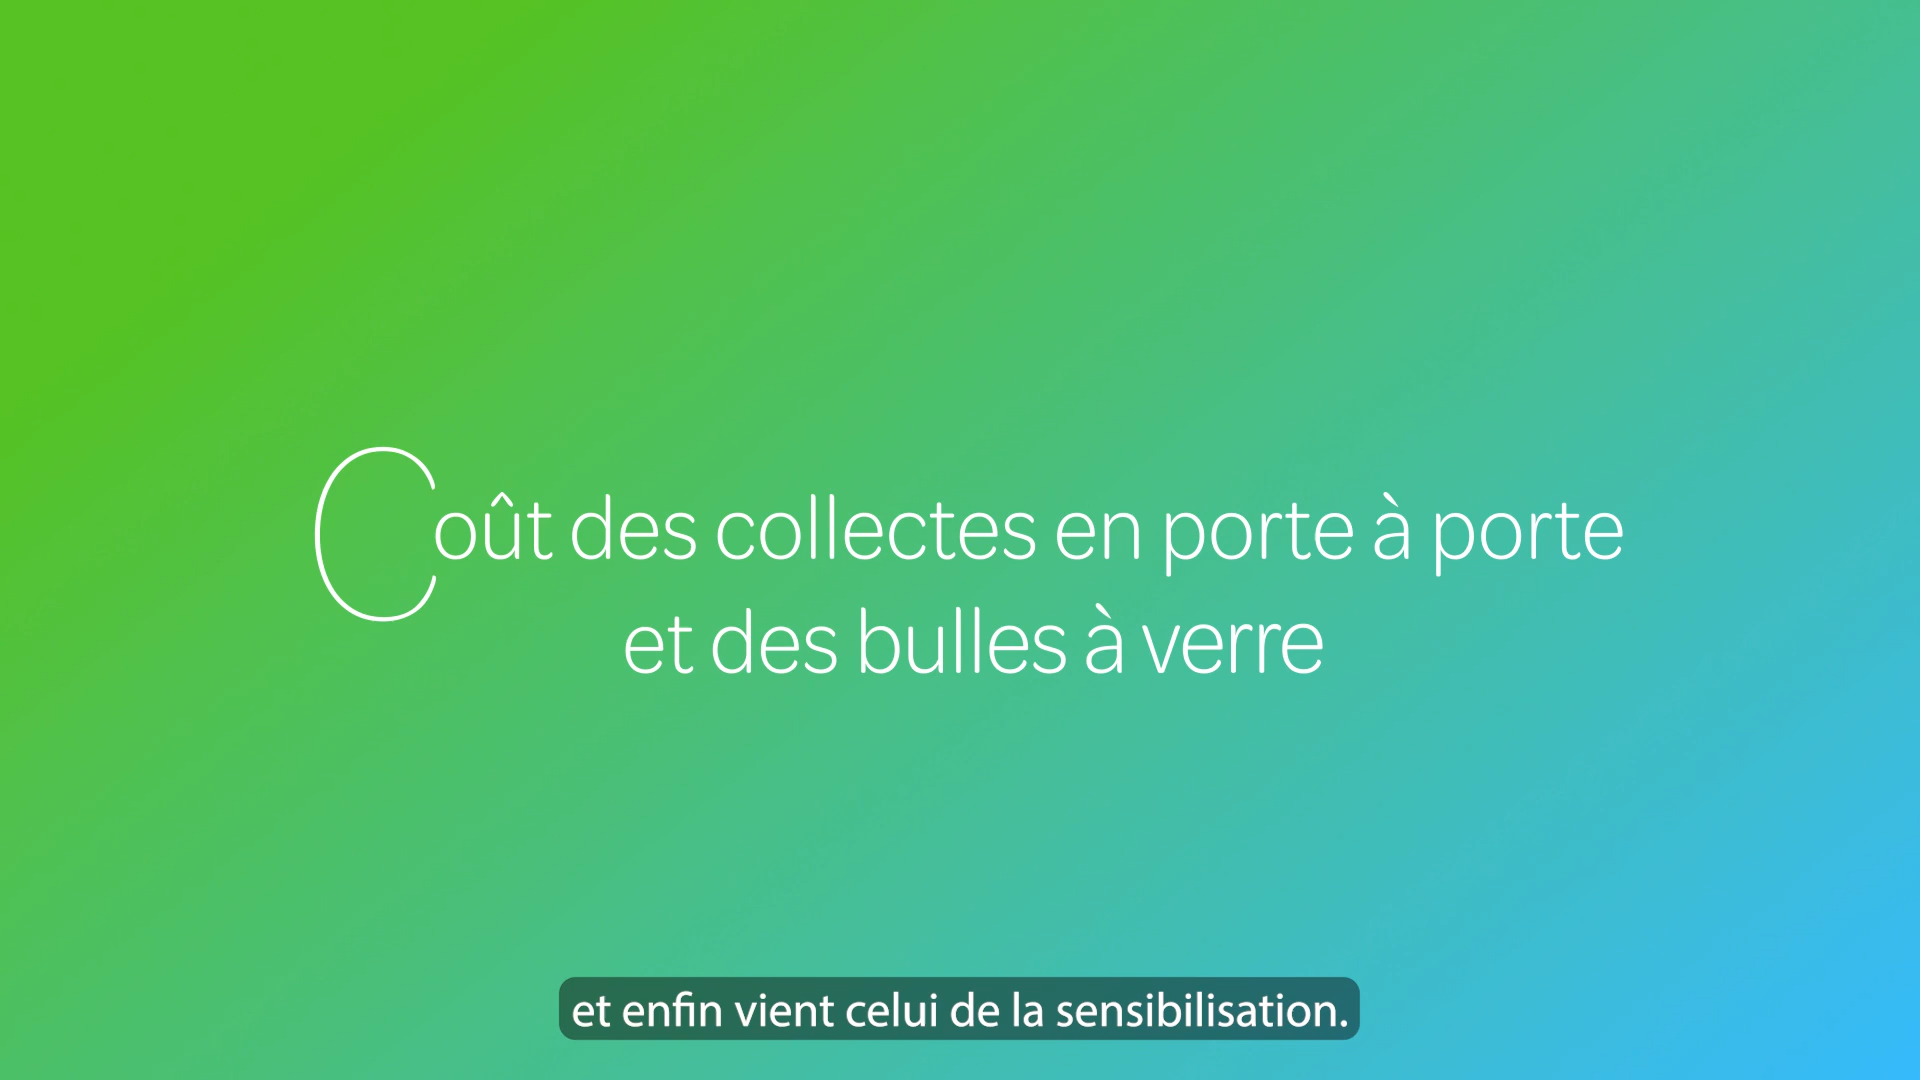 Coût des collectes en porte à porte
et des bulles à verre
et enfin vient celui de la sensibilisation.